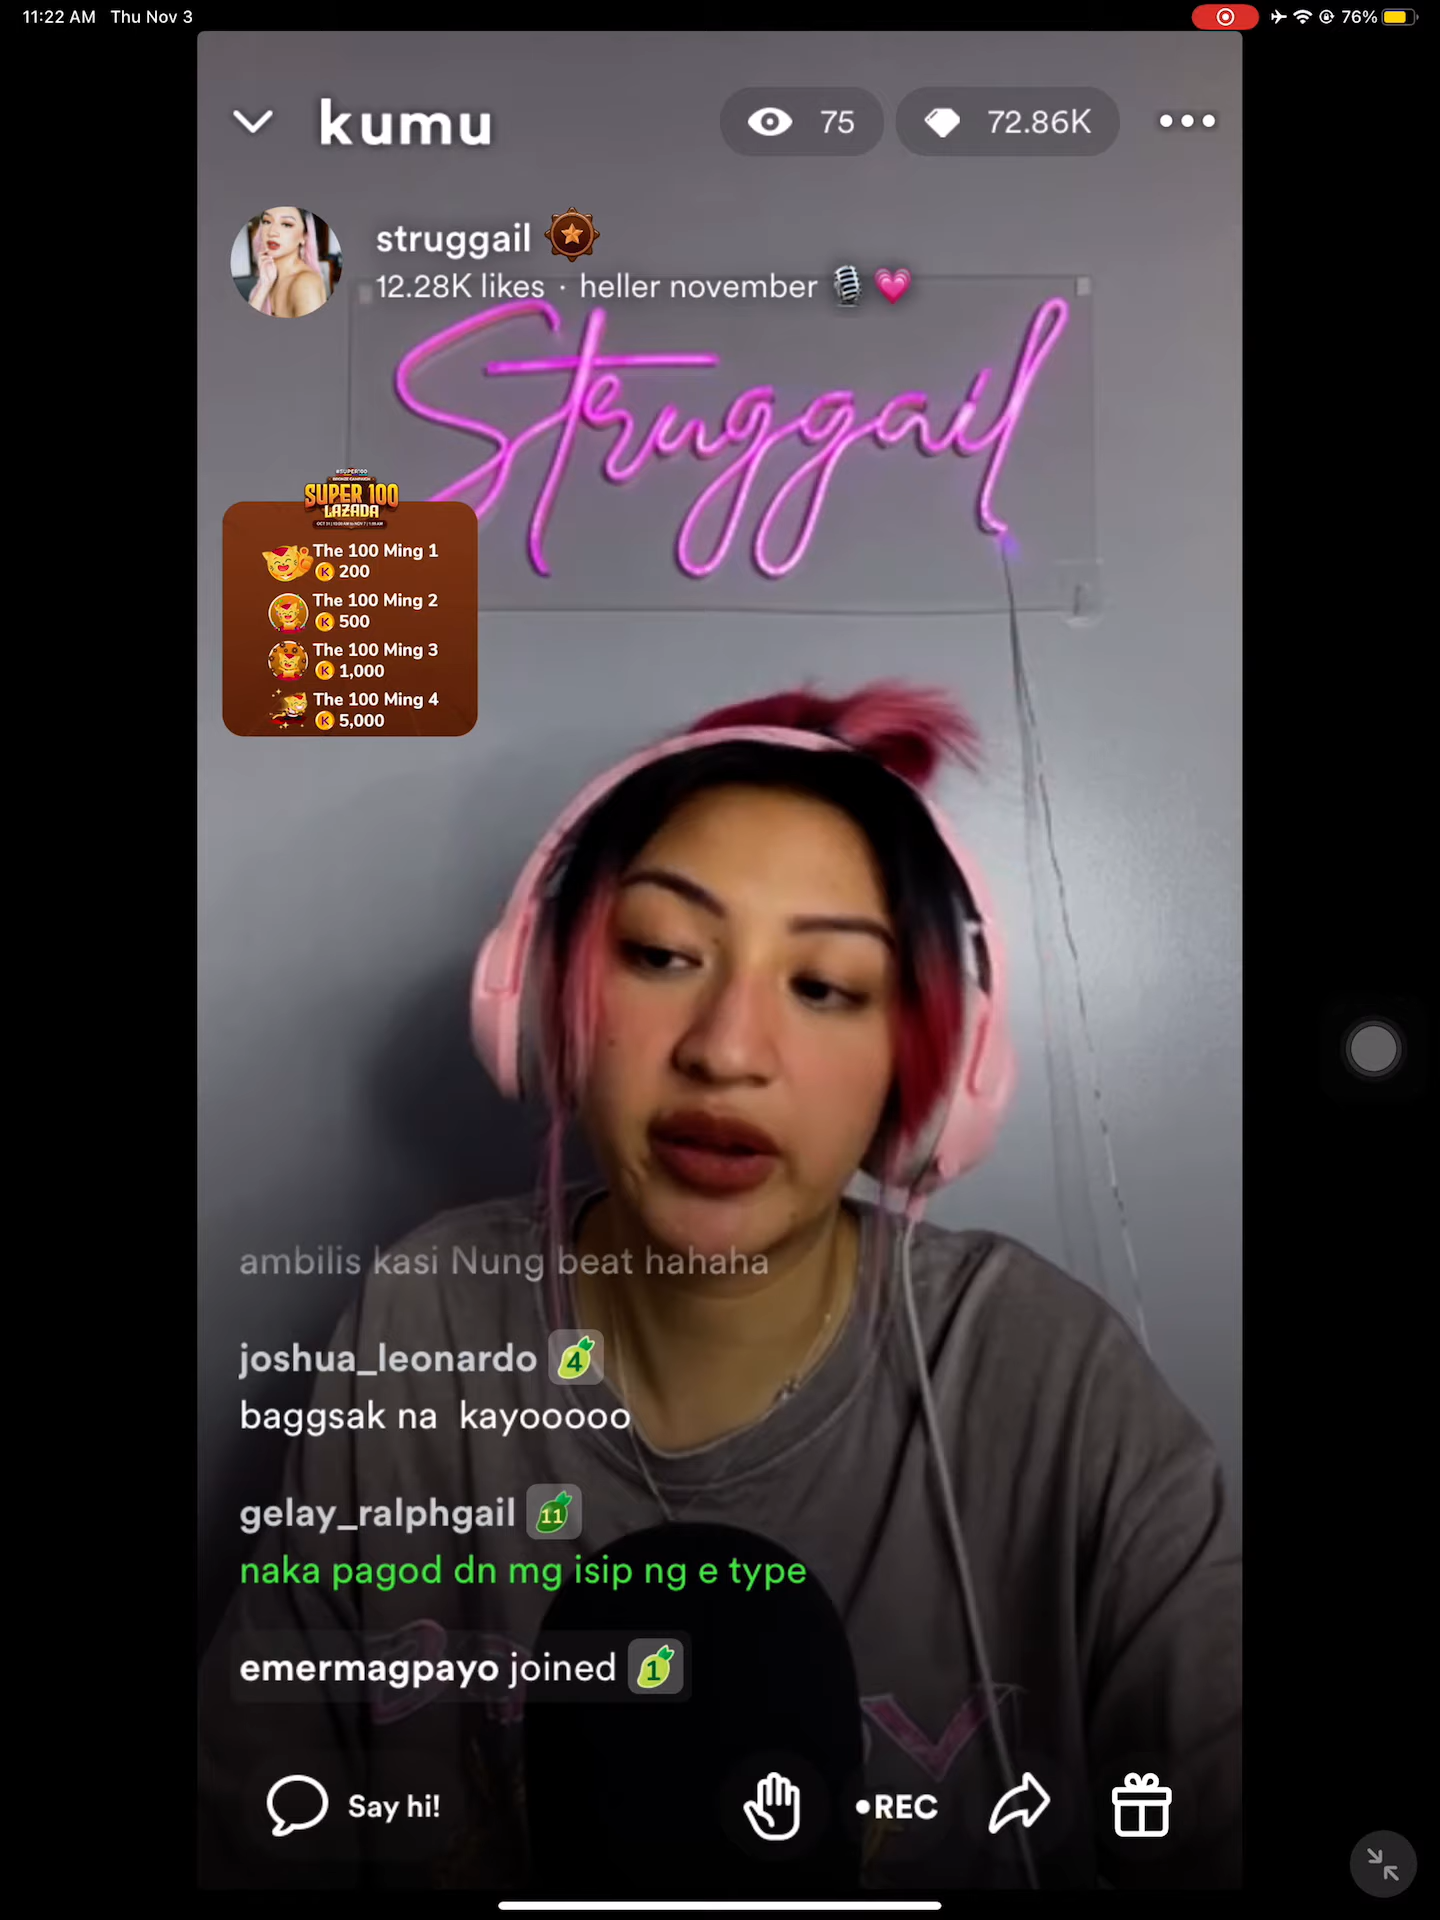 11:22 AM Thu Nov 3
76%
kumu
75
72.86K
struggail
12.28K likes · heller november
Struggail
#SUPER100
BRONZE CAMPAIGN
SUPER 100
LAZADA
The 100 Ming 1
K 200
The 100 Ming 2
K 500
The 100 Ming 3
K 1,000
The 100 Ming 4
K 5,000
ambilis kasi Nung beat hahaha
joshua_leonardo 4
baggsak na kayooooo
gelay_ralphgail 11
naka pagod dn mg isip ng e type
emermagpayo joined 1
Say hi!
•REC